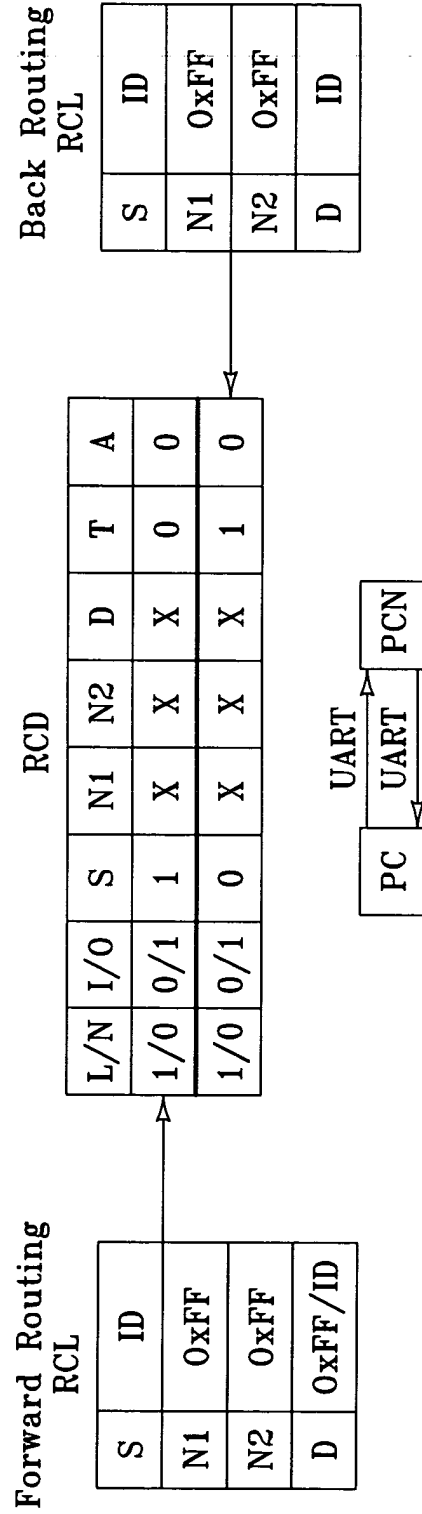 Forward Routing
RCL
S ID
N1 0xFF
N2 0xFF
D 0xFF/ID
RCD
L/N I/O S N1 N2 D T A
1/0 0/1 1 X X X 0 0
1/0 0/1 0 X X X 1 0
UART
PC PCN
UART
Back Routing
RCL
S ID
N1 0xFF
N2 0xFF
D ID